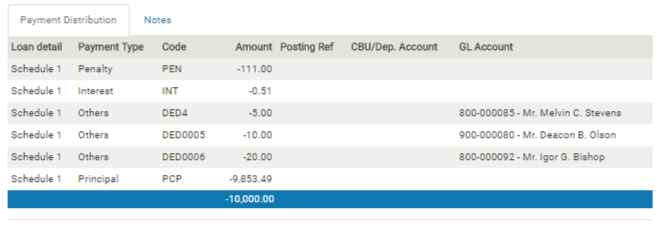 Payment Distribution Notes
Loan detail Payment Type Code Amount Posting Ref CBU/Dep. Account GL Account
Schedule 1 Penalty PEN -111.00
Schedule 1 Interest INT -0.51
Schedule 1 Others DED4 -5.00 800-000085 - Mr. Melvin C. Stevens
Schedule 1 Others DED0005 -10.00 900-000080 - Mr. Deacon B. Olson
Schedule 1 Others DED0006 -20.00 800-000092 - Mr. Igor G. Bishop
Schedule 1 Principal PCP -9,853.49
-10,000.00